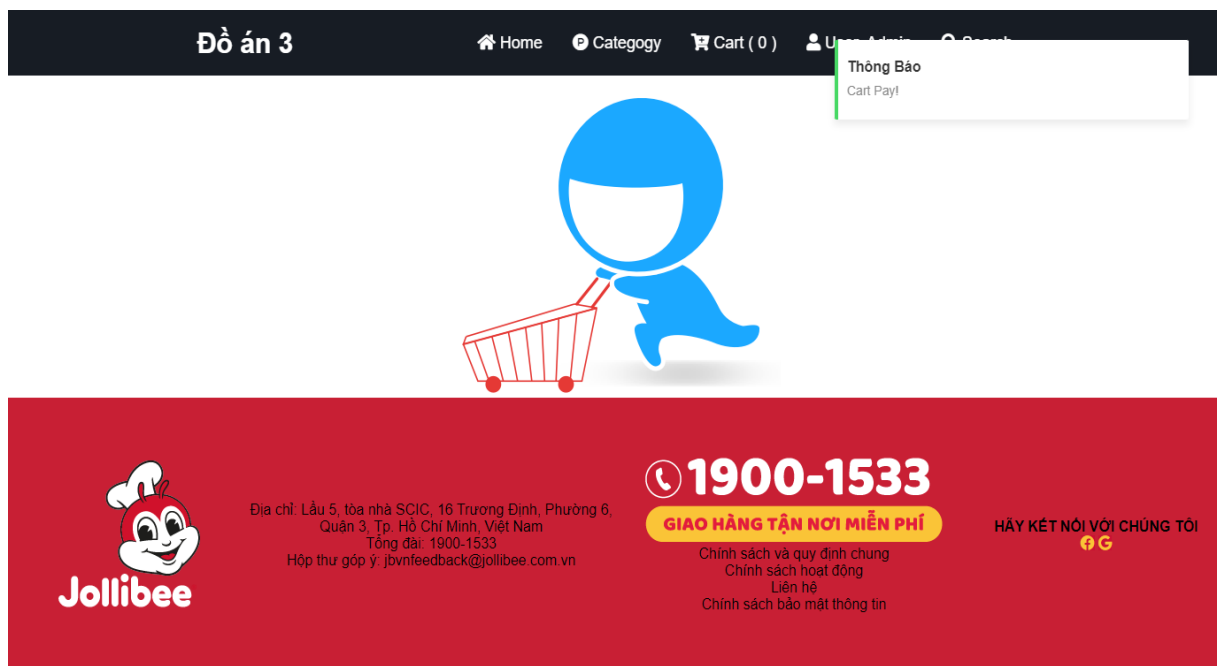 Đồ án 3
Home
Categogy
Cart ( 0 )
Thông Báo
Cart Pay!
Jollibee
Địa chỉ: Lầu 5, tòa nhà SCIC, 16 Trương Định, Phường 6,
Quận 3, Tp. Hồ Chí Minh, Việt Nam
Tổng đài: 1900-1533
Hộp thư góp ý: jbvnfeedback@jollibee.com.vn
1900-1533
GIAO HÀNG TẬN NƠI MIỄN PHÍ
Chính sách và quy định chung
Chính sách hoạt động
Liên hệ
Chính sách bảo mật thông tin
HÃY KẾT NỐI VỚI CHÚNG TÔI